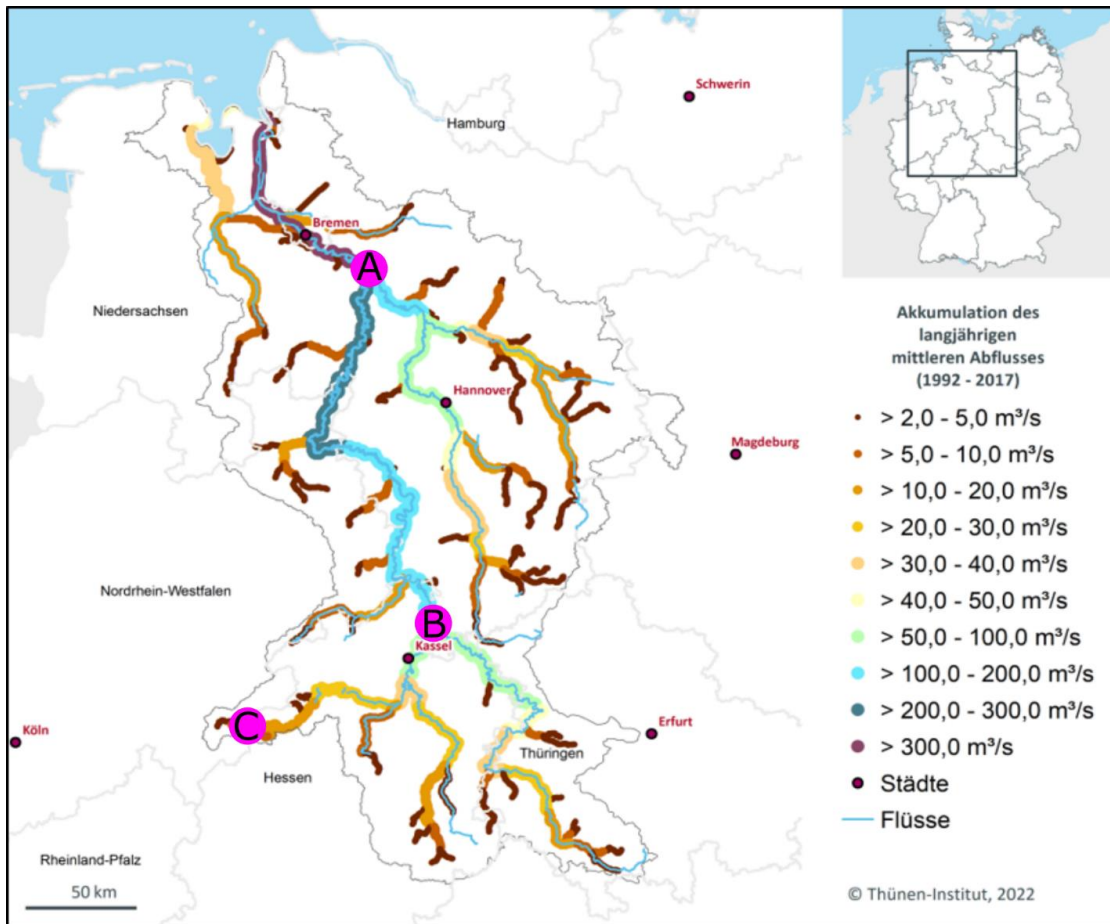 Schwerin
Hamburg
Bremen
A
Niedersachsen
Hannover
Magdeburg
Nordrhein-Westfalen
B
Kassel
C
Köln
Erfurt
Thüringen
Hessen
Rheinland-Pfalz
50 km
Akkumulation des
langjährigen
mittleren Abflusses
(1992 - 2017)
> 2,0 - 5,0 m³/s
> 5,0 - 10,0 m³/s
> 10,0 - 20,0 m³/s
> 20,0 - 30,0 m³/s
> 30,0 - 40,0 m³/s
> 40,0 - 50,0 m³/s
> 50,0 - 100,0 m³/s
> 100,0 - 200,0 m³/s
> 200,0 - 300,0 m³/s
> 300,0 m³/s
Städte
Flüsse
© Thünen-Institut, 2022